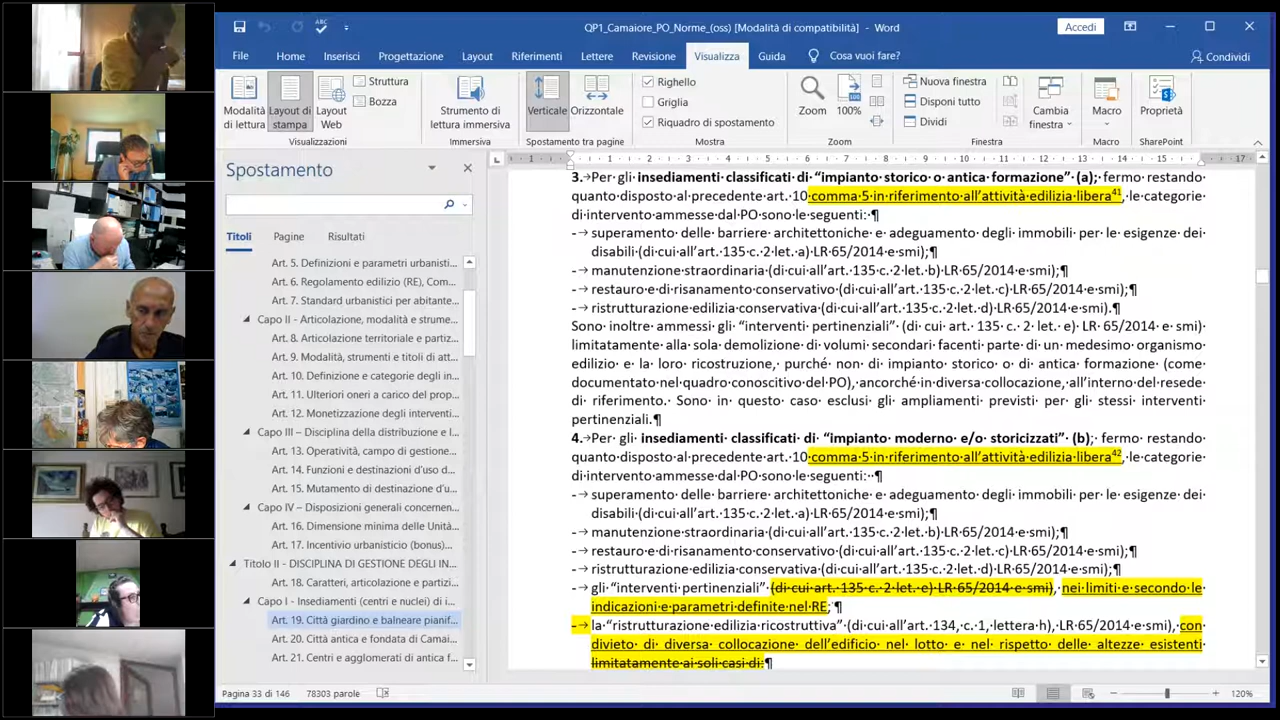 QP1_Camaiore_PO_Norme_(oss) [Modalità di compatibilità] - Word
Accedi
File Home Inserisci Progettazione Layout Riferimenti Lettere Revisione Visualizza Guida Cosa vuoi fare? Condividi
Modalità di lettura
Layout di stampa
Layout Web
Struttura
Bozza
Visualizzazioni
Strumento di lettura immersiva
Immersiva
Verticale
Orizzontale
Spostamento tra pagine
Righello
Griglia
Riquadro di spostamento
Mostra
Zoom
100%
Zoom
Nuova finestra
Disponi tutto
Dividi
Cambia finestra
Finestra
Macro
Macro
Proprietà
SharePoint
Spostamento
Titoli Pagine Risultati
Art. 5. Definizioni e parametri urbanisti...
Art. 6. Regolamento edilizio (RE), Com...
Art. 7. Standard urbanistici per abitante...
Capo II - Articolazione, modalità e strume...
Art. 8. Articolazione territoriale e partiz...
Art. 9. Modalità, strumenti e titoli di att...
Art. 10. Definizione e categorie degli in...
Art. 11. Ulteriori oneri a carico del prop...
Art. 12. Monetizzazione degli interventi...
Capo III – Disciplina della distribuzione e l...
Art. 13. Operatività, campo di gestione...
Art. 14. Funzioni e destinazioni d'uso d...
Art. 15. Mutamento di destinazione d'u...
Capo IV – Disposizioni generali concernen...
Art. 16. Dimensione minima delle Unità...
Art. 17. Incentivio urbanisticio (bonus)...
Titolo II - DISCIPLINA DI GESTIONE DEGLI IN...
Art. 18. Caratteri, articolazione e partizi...
Capo I - Insediamenti (centri e nuclei) di i...
Art. 19. Città giardino e balneare pianif...
Art. 20. Città antica e fondata di Camai...
Art. 21. Centri e agglomerati di antica f...
1 1 2 3 4 5 6 7 8 9 10 11 12 13 14 15 17
3.→Per gli insediamenti classificati di “impianto storico o antica formazione” (a); fermo restando
quanto disposto al precedente art. 10 comma 5 in riferimento all’attività edilizia libera41, le categorie
di intervento ammesse dal PO sono le seguenti: ¶
-→superamento delle barriere architettoniche e adeguamento degli immobili per le esigenze dei
disabili (di cui all’art. 135 c. 2 let. a) LR 65/2014 e smi);¶
-→manutenzione straordinaria (di cui all’art. 135 c. 2 let. b) LR 65/2014 e smi);¶
-→restauro e di risanamento conservativo (di cui all’art. 135 c. 2 let. c) LR 65/2014 e smi);¶
-→ristrutturazione edilizia conservativa (di cui all’art. 135 c. 2 let. d) LR 65/2014 e smi).¶
Sono inoltre ammessi gli “interventi pertinenziali” (di cui art. 135 c. 2 let. e) LR 65/2014 e smi)
limitatamente alla sola demolizione di volumi secondari facenti parte di un medesimo organismo
edilizio e la loro ricostruzione, purché non di impianto storico o di antica formazione (come
documentato nel quadro conoscitivo del PO), ancorché in diversa collocazione, all’interno del resede
di riferimento. Sono in questo caso esclusi gli ampliamenti previsti per gli stessi interventi
pertinenziali.¶
4.→Per gli insediamenti classificati di “impianto moderno e/o storicizzati” (b); fermo restando
quanto disposto al precedente art. 10 comma 5 in riferimento all’attività edilizia libera42, le categorie
di intervento ammesse dal PO sono le seguenti: ¶
-→superamento delle barriere architettoniche e adeguamento degli immobili per le esigenze dei
disabili (di cui all’art. 135 c. 2 let. a) LR 65/2014 e smi);¶
-→manutenzione straordinaria (di cui all’art. 135 c. 2 let. b) LR 65/2014 e smi);¶
-→restauro e di risanamento conservativo (di cui all’art. 135 c. 2 let. c) LR 65/2014 e smi);¶
-→ristrutturazione edilizia conservativa (di cui all’art. 135 c. 2 let. d) LR 65/2014 e smi);¶
-→gli “interventi pertinenziali” (di cui art. 135 c. 2 let. e) LR 65/2014 e smi), nei limiti e secondo le
indicazioni e parametri definite nel RE; ¶
-→la “ristrutturazione edilizia ricostruttiva” (di cui all’art. 134, c. 1, lettera h), LR 65/2014 e smi), con
divieto di diversa collocazione dell’edificio nel lotto e nel rispetto delle altezze esistenti
limitatamente ai soli casi di:¶
Pagina 33 di 146 78303 parole 120%